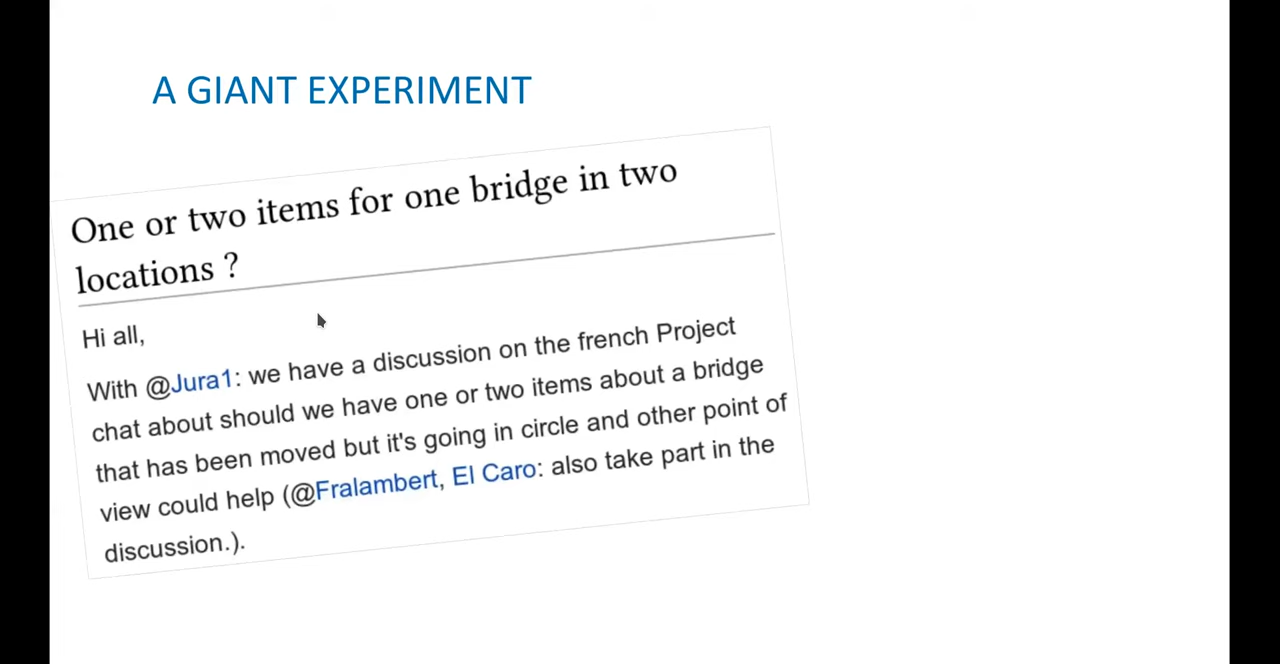 A GIANT EXPERIMENT
One or two items for one bridge in two
locations ?
Hi all,
With @Jura1: we have a discussion on the french Project
chat about should we have one or two items about a bridge
that has been moved but it's going in circle and other point of
view could help (@Fralambert, El Caro: also take part in the
discussion.).